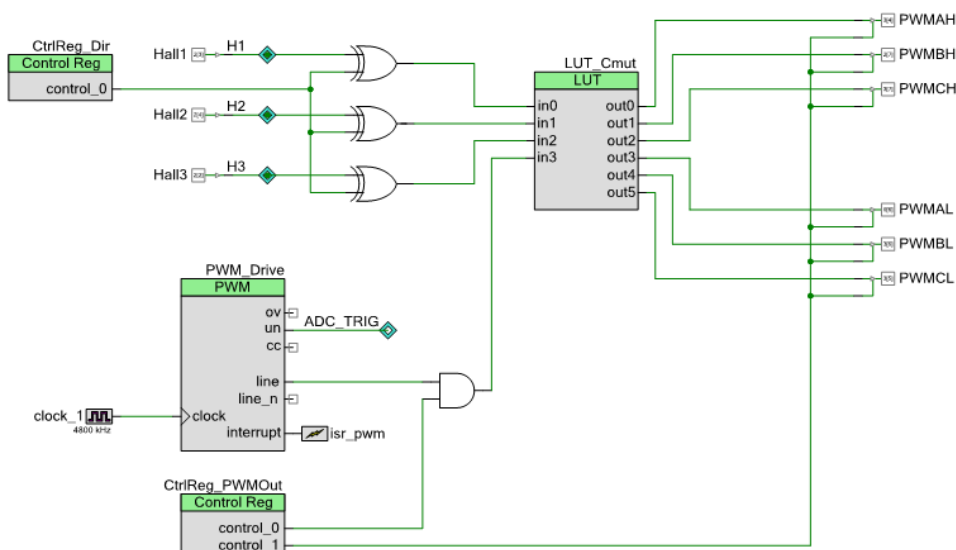 CtrlReg_Dir
Control Reg
control_0
Hall1
H1
Hall2
H2
Hall3
H3
LUT_Cmut
LUT
in0
in1
in2
in3
out0
out1
out2
out3
out4
out5
PWMAH
PWMBH
PWMCH
PWMAL
PWMBL
PWMCL
PWM_Drive
PWM
ov
un
cc
line
line_n
clock
interrupt
ADC_TRIG
clock_1
4800 kHz
isr_pwm
CtrlReg_PWMOut
Control Reg
control_0
control_1